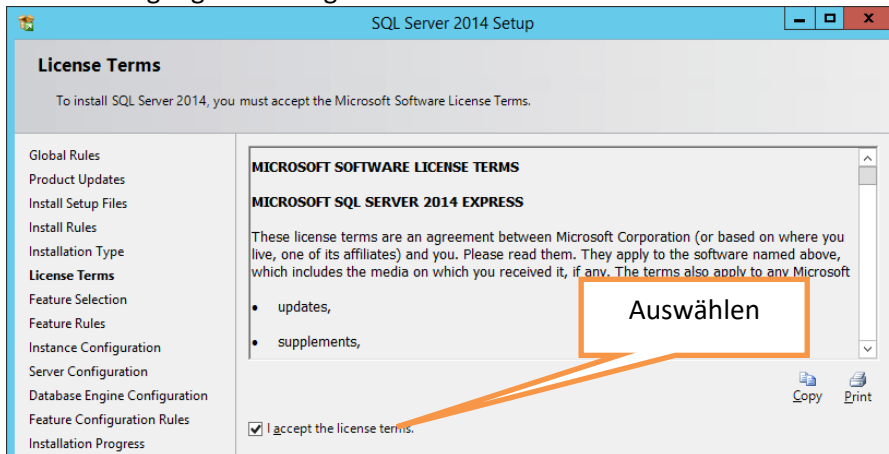 SQL Server 2014 Setup
License Terms
To install SQL Server 2014, you must accept the Microsoft Software License Terms.
Global Rules
Product Updates
Install Setup Files
Install Rules
Installation Type
License Terms
Feature Selection
Feature Rules
Instance Configuration
Server Configuration
Database Engine Configuration
Feature Configuration Rules
Installation Progress
MICROSOFT SOFTWARE LICENSE TERMS
MICROSOFT SQL SERVER 2014 EXPRESS
These license terms are an agreement between Microsoft Corporation (or based on where you
live, one of its affiliates) and you. Please read them. They apply to the software named above,
which includes the media on which you received it, if any. The terms also apply to any Microsoft
• updates,
• supplements,
Auswählen
Copy Print
I accept the license terms.